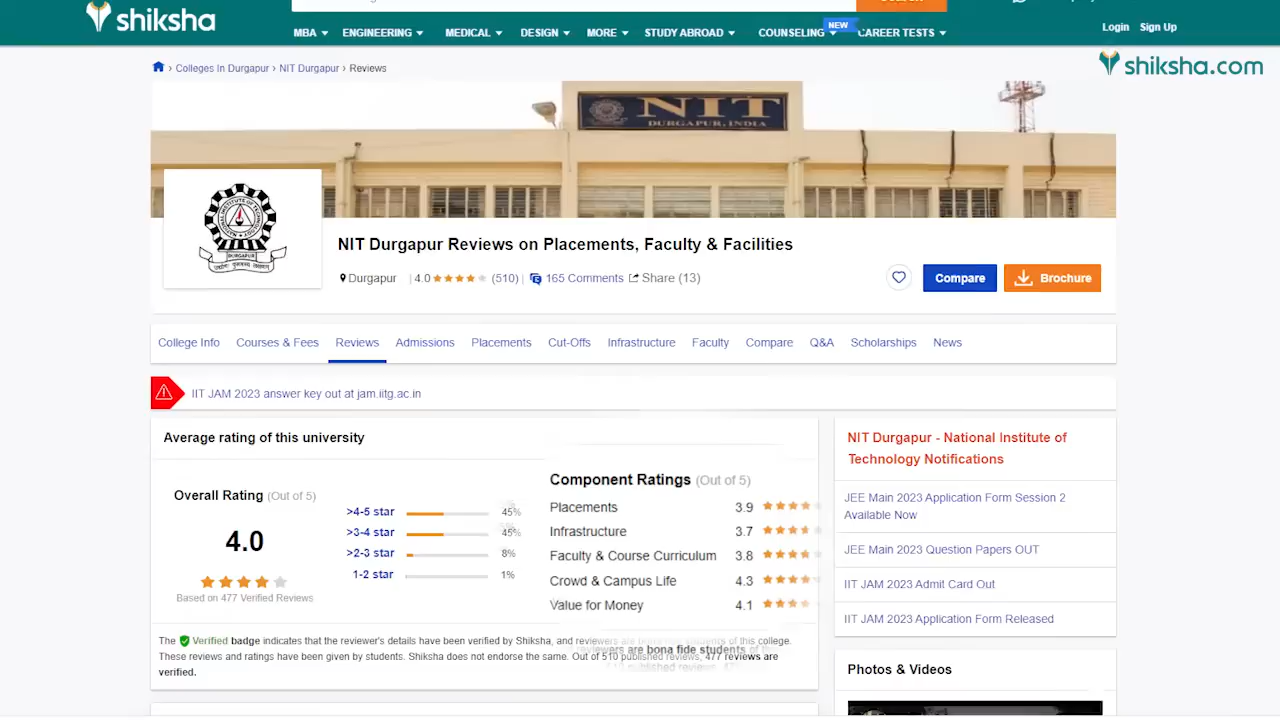 shiksha
MBA ENGINEERING MEDICAL DESIGN MORE STUDY ABROAD COUNSELING NEW CAREER TESTS
Login Sign Up
shiksha.com
› Colleges In Durgapur › NIT Durgapur › Reviews
NIT
DURGAPUR, INDIA
DURGAPUR
NIT Durgapur Reviews on Placements, Faculty & Facilities
Durgapur | 4.0 (510) | 165 Comments Share (13)
Compare
Brochure
College Info Courses & Fees Reviews Admissions Placements Cut-Offs Infrastructure Faculty Compare Q&A Scholarships News
IIT JAM 2023 answer key out at jam.iitg.ac.in
Average rating of this university
Overall Rating (Out of 5)
4.0
Based on 477 Verified Reviews
>4-5 star 45%
>3-4 star 45%
>2-3 star 8%
1-2 star 1%
Component Ratings (Out of 5)
Placements 3.9
Infrastructure 3.7
Faculty & Course Curriculum 3.8
Crowd & Campus Life 4.3
Value for Money 4.1
The Verified badge indicates that the reviewer's details have been verified by Shiksha, and reviewers are bona fide students of this college.
These reviews and ratings have been given by students. Shiksha does not endorse the same. Out of 510 published reviews, 477 reviews are
verified.
NIT Durgapur - National Institute of
Technology Notifications
JEE Main 2023 Application Form Session 2
Available Now
JEE Main 2023 Question Papers OUT
IIT JAM 2023 Admit Card Out
IIT JAM 2023 Application Form Released
Photos & Videos